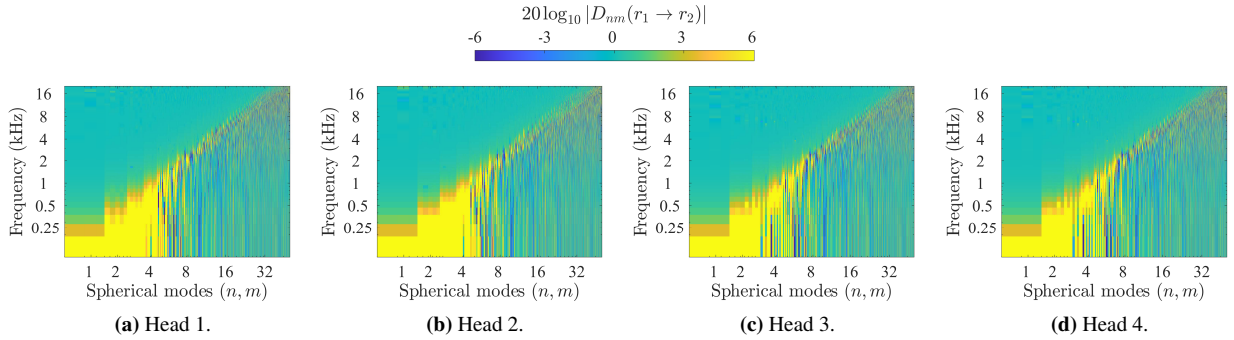 20 log₁₀ |Dₙₘ(r₁ → r₂)|
-6 -3 0 3 6
Frequency (kHz)
16
8
4
2
1
0.5
0.25
1 2 4 8 16 32
Spherical modes (n, m)
(a) Head 1.
Frequency (kHz)
16
8
4
2
1
0.5
0.25
1 2 4 8 16 32
Spherical modes (n, m)
(b) Head 2.
Frequency (kHz)
16
8
4
2
1
0.5
0.25
1 2 4 8 16 32
Spherical modes (n, m)
(c) Head 3.
Frequency (kHz)
16
8
4
2
1
0.5
0.25
1 2 4 8 16 32
Spherical modes (n, m)
(d) Head 4.